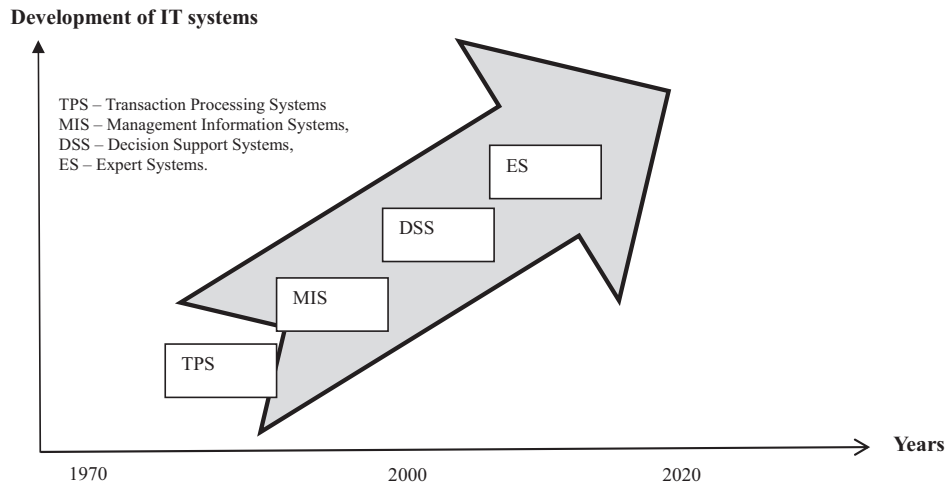 Development of IT systems
TPS – Transaction Processing Systems
MIS – Management Information Systems,
DSS – Decision Support Systems,
ES – Expert Systems.
ES
DSS
MIS
TPS
Years
1970
2000
2020